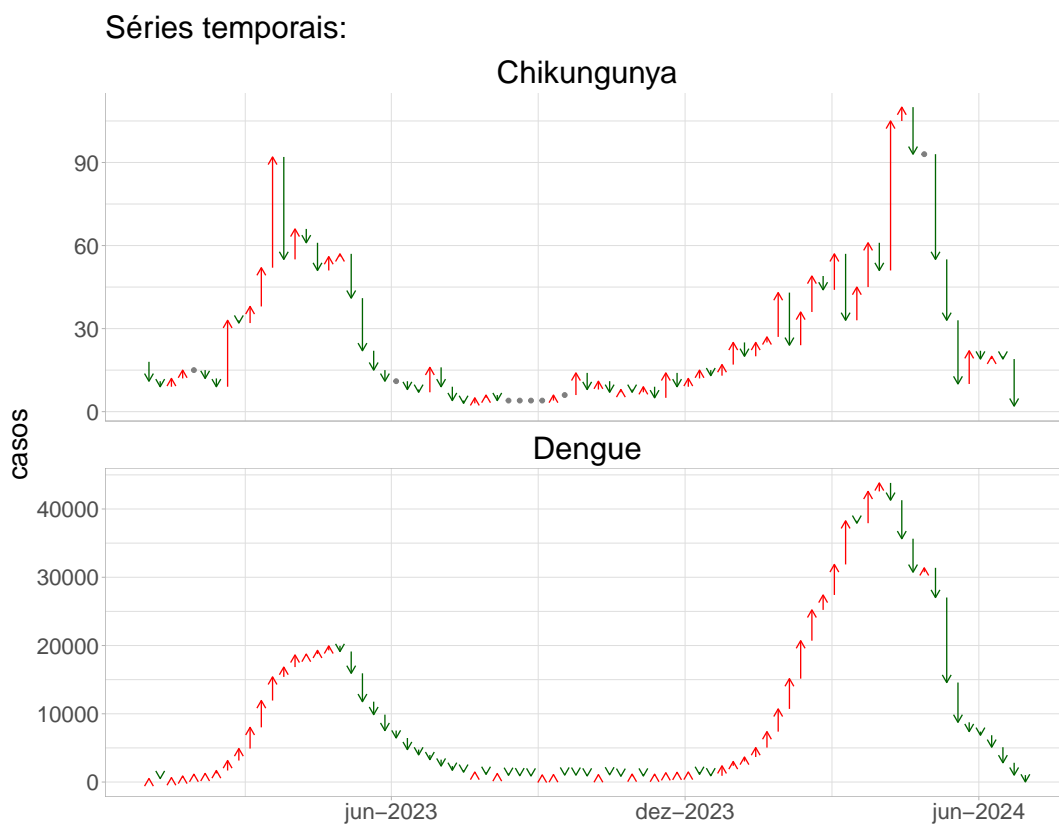 Séries temporais:
Chikungunya
90
60
30
0
casos
Dengue
40000
30000
20000
10000
0
jun−2023
dez−2023
jun−2024